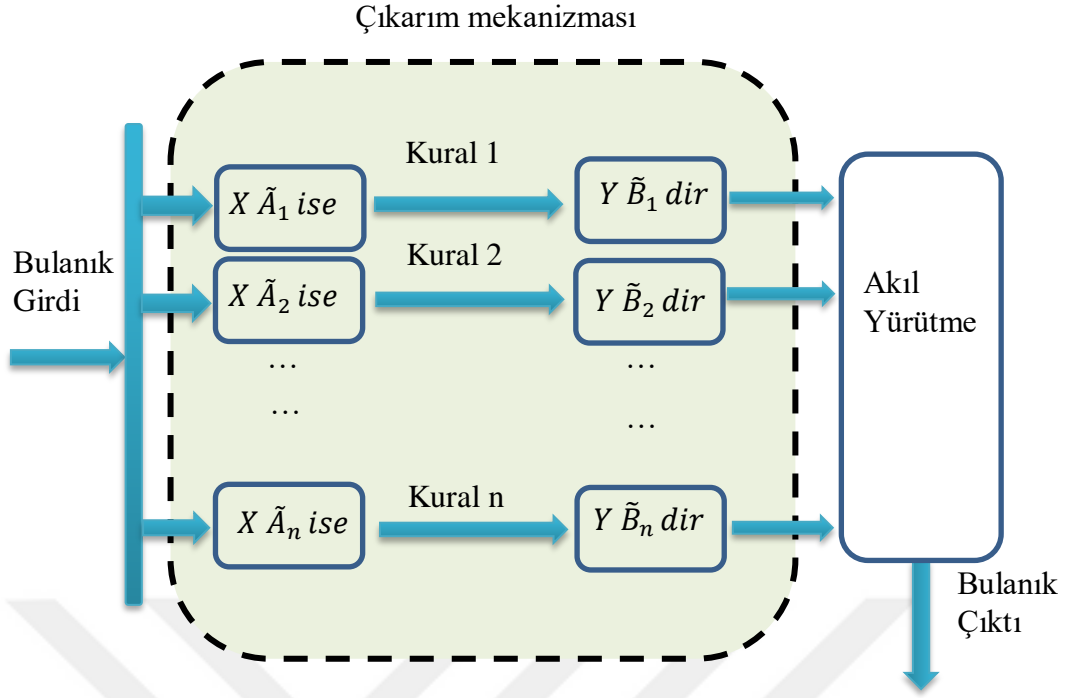 Çıkarım mekanizması
Bulanık
Girdi
X Ã₁ ise
Kural 1
Y B̃₁ dir
X Ã₂ ise
Kural 2
Y B̃₂ dir
…
…
…
…
X Ãₙ ise
Kural n
Y B̃ₙ dir
Akıl
Yürütme
Bulanık
Çıktı